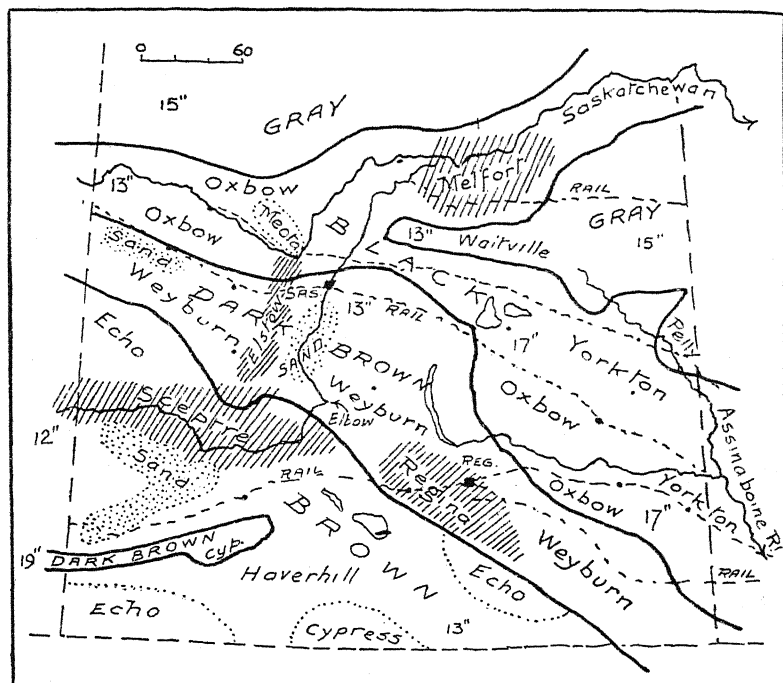 0 60
15"
GRAY
Saskatchewan
13"
Oxbow
Melfort
RAIL
Oxbow
Meota
BLACK
GRAY
13"
Waitville
15"
Sand
Weyburn
DARK
SAS
13"
RAIL
Pelly
Echo
Elstow
SAND
BROWN
17"
Yorkton
Weyburn
Oxbow
Sceptre
Elbow
Assinaboine R.
12"
Sand
RAIL
Regina
REG.
Oxbow
Yorkton
BROWN
17"
19"
DARK BROWN
Cyp.
Haverhill
Echo
Weyburn
RAIL
Echo
Cypress
13"